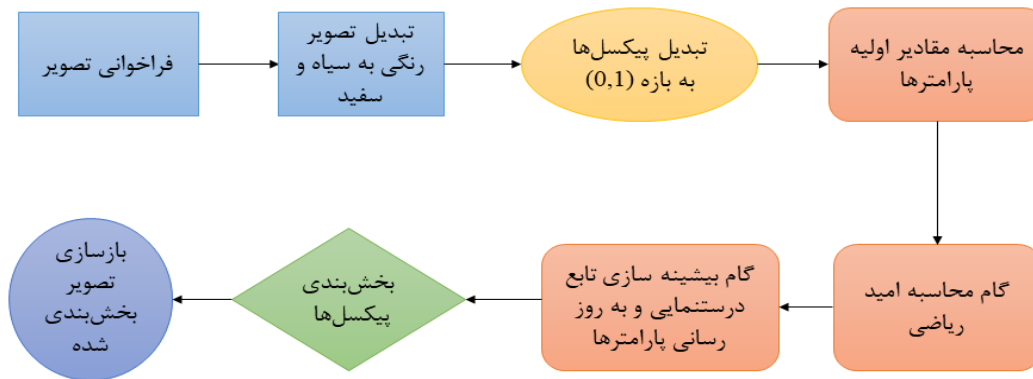 فراخوانی تصویر
تبدیل تصویر
رنگی به سیاه و
سفید
تبدیل پیکسل‌ها
به بازه (0,1)
محاسبه مقادیر اولیه
پارامترها
گام محاسبه امید
ریاضی
گام بیشینه سازی تابع
درستنمایی و به روز
رسانی پارامترها
بخش‌بندی
پیکسل‌ها
بازسازی
تصویر
بخش‌بندی
شده